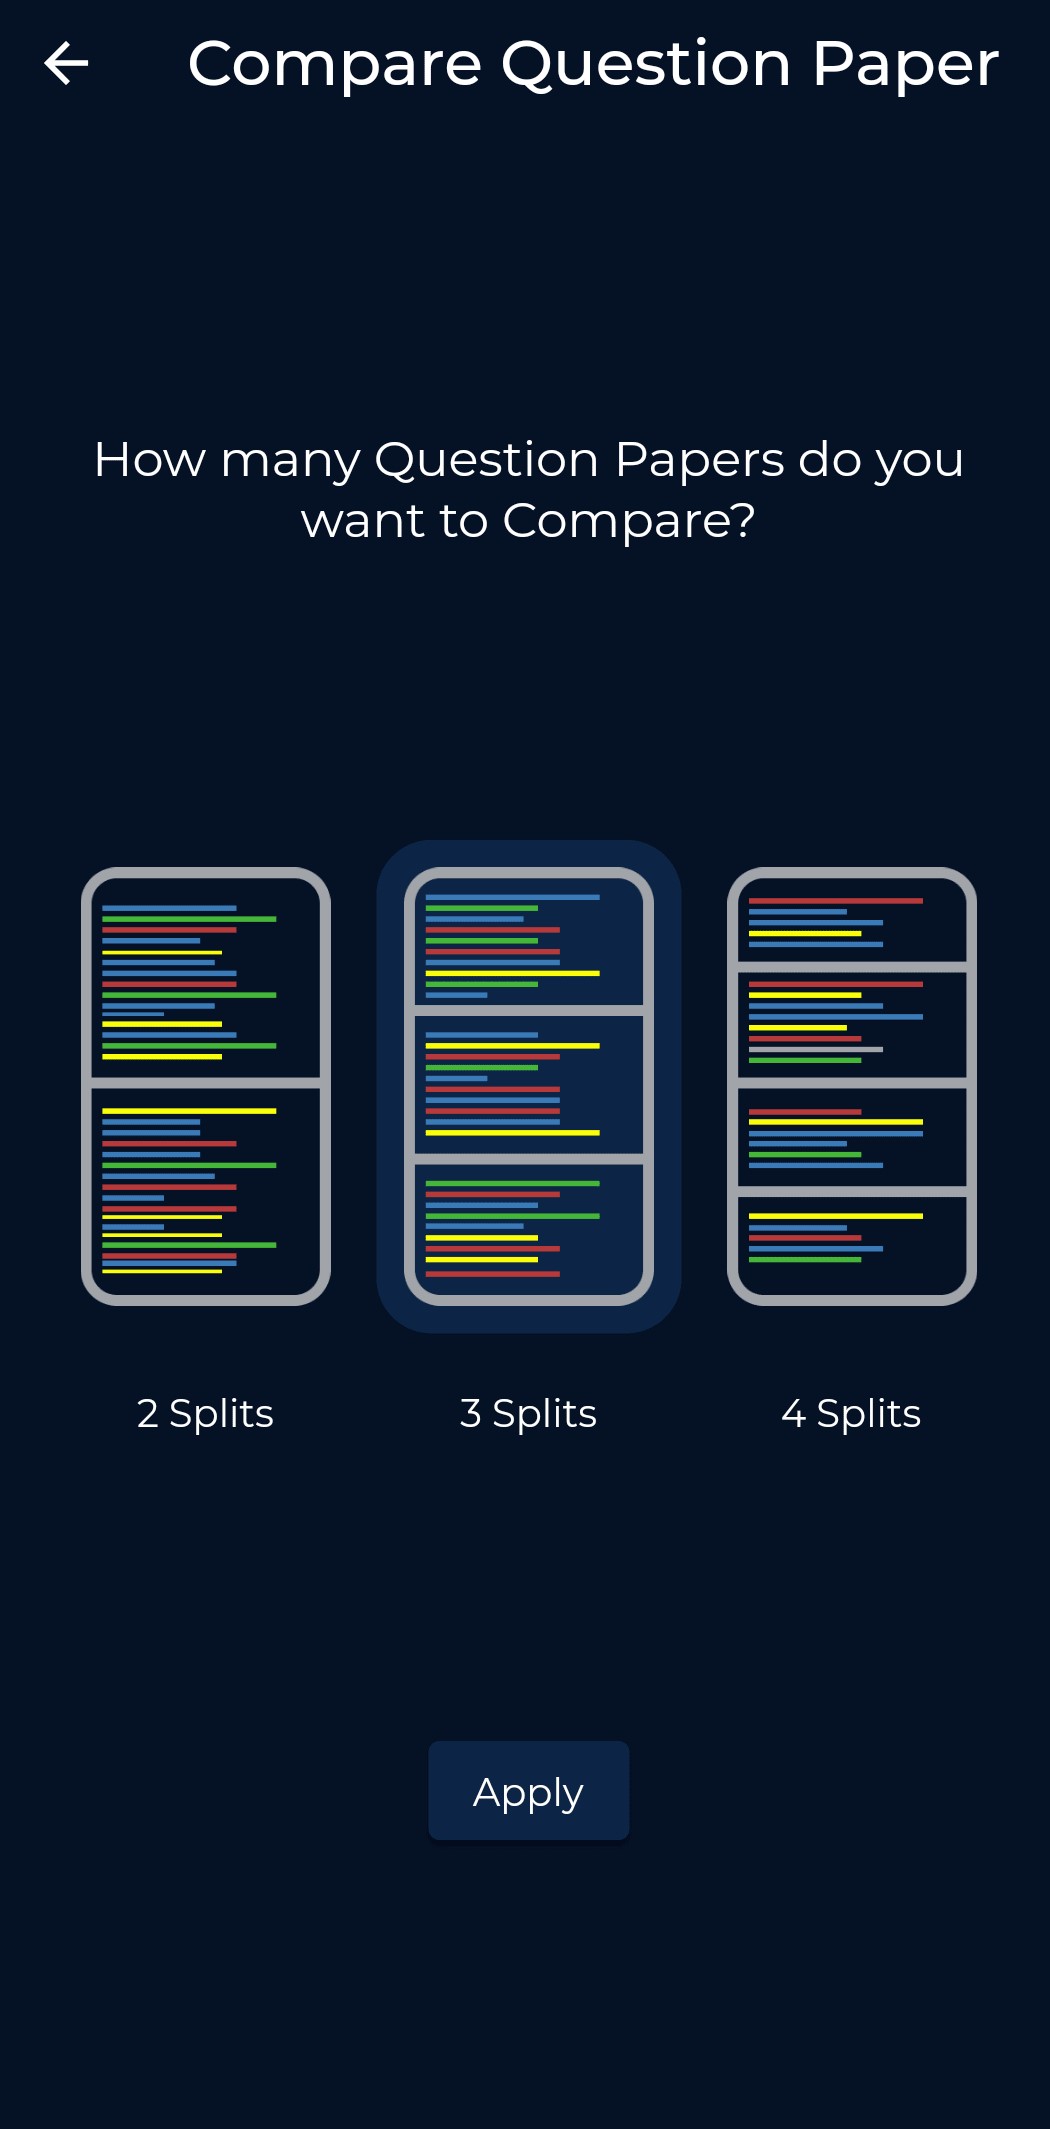 Compare Question Paper
How many Question Papers do you
want to Compare?
2 Splits
3 Splits
4 Splits
Apply